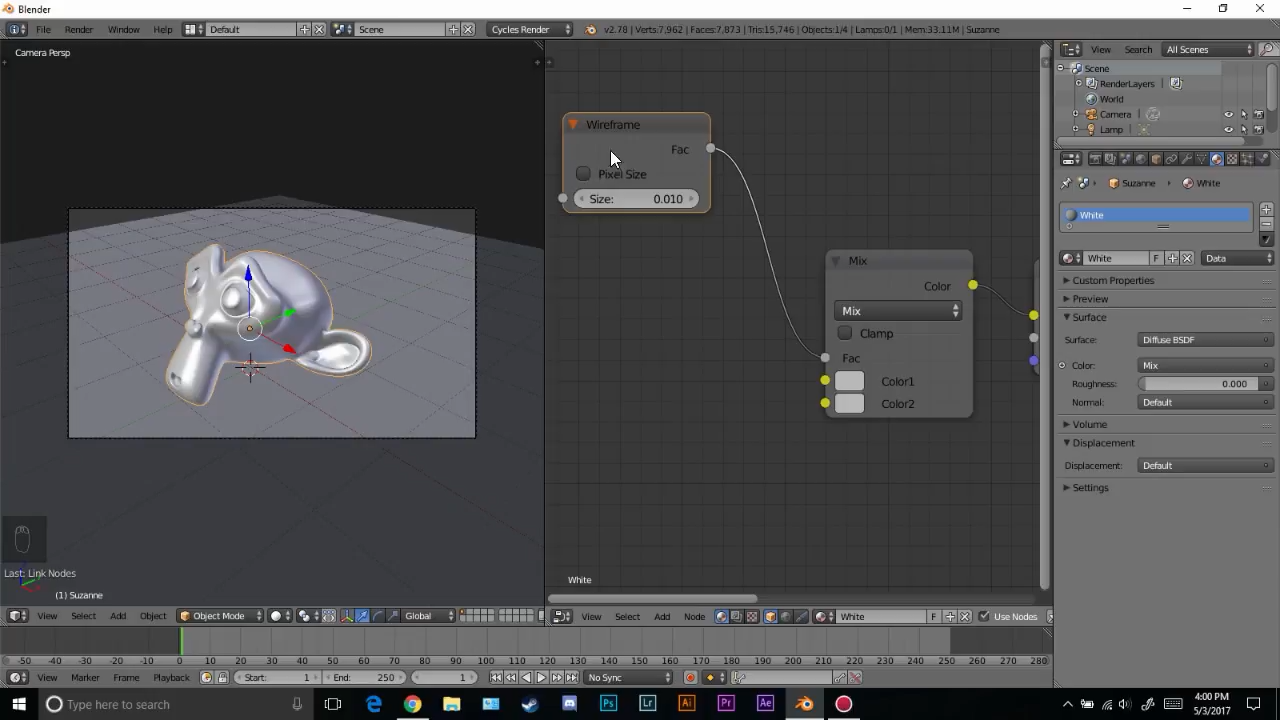 Blender
File Render Window Help Default Scene Cycles Render v2.78 | Verts:7,962 | Faces:7,873 | Tris:15,746 | Objects:1/4 | Lamps:0/1 | Mem:33.11M | Suzanne
Camera Persp
View Search All Scenes
Scene
RenderLayers
World
Camera
Lamp
Wireframe
Fac
Pixel Size
Size: 0.010
Mix
Color
Mix
Clamp
Fac
Color1
Color2
White
Suzanne White
White
White F Data
Custom Properties
Preview
Surface
Surface: Diffuse BSDF
Color: Mix
Roughness: 0.000
Normal: Default
Volume
Displacement
Displacement: Default
Settings
Last: Link Nodes
(1) Suzanne
View Select Add Object Object Mode Global
View Select Add Node White F Use Nodes
-50 -40 -30 -20 -10 0 10 20 30 40 50 60 70 80 90 100 110 120 130 140 150 160 170 180 190 200 210 220 230 240 250 260 270 280
View Marker Frame Playback Start: 1 End: 250 1 No Sync
Type here to search
Ps Lr Ai Pr Ae
4:00 PM
5/3/2017